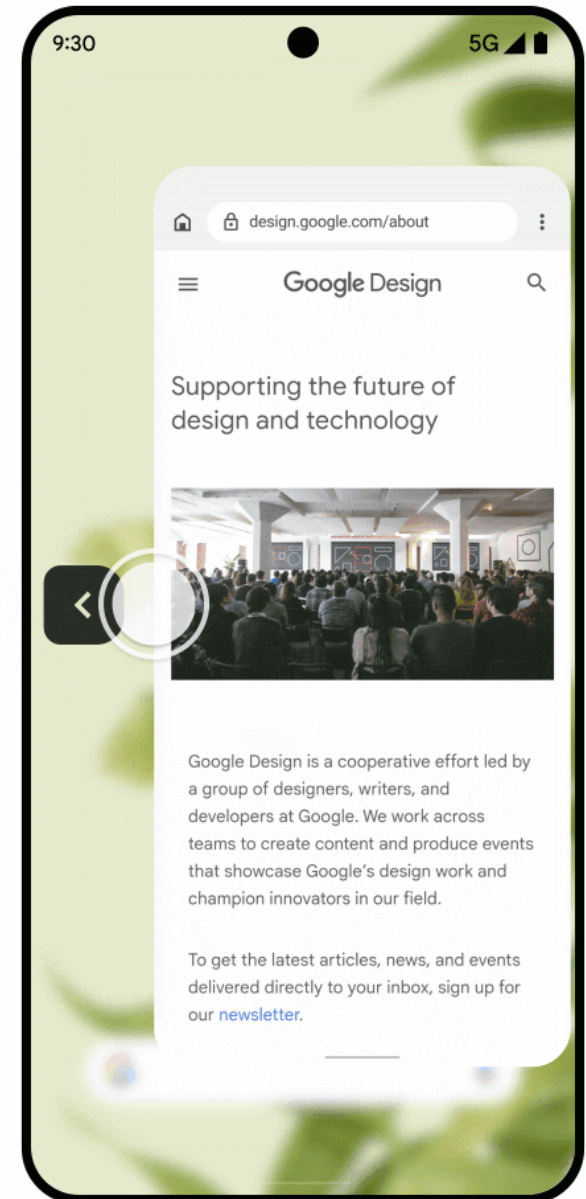 9:30
5G
design.google.com/about
Google Design
Supporting the future of
design and technology
Google Design is a cooperative effort led by
a group of designers, writers, and
developers at Google. We work across
teams to create content and produce events
that showcase Google’s design work and
champion innovators in our field.
To get the latest articles, news, and events
delivered directly to your inbox, sign up for
our newsletter.